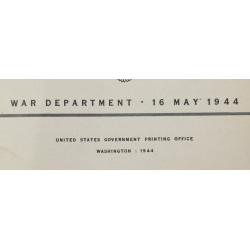 WAR DEPARTMENT · 16 MAY 1944
UNITED STATES GOVERNMENT PRINTING OFFICE
WASHINGTON : 1944